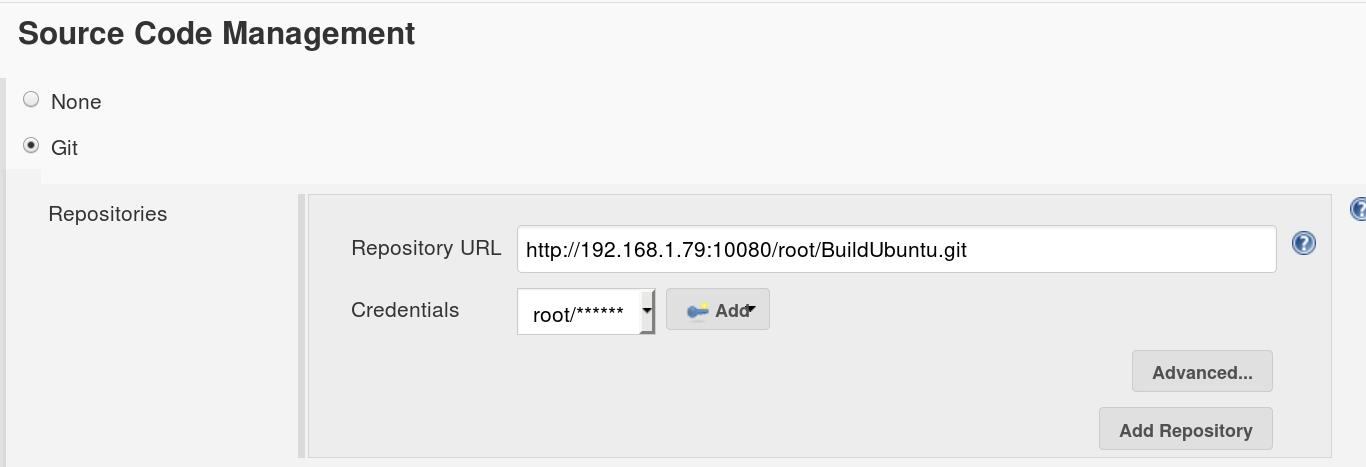 Source Code Management
None
Git
Repositories
Repository URL http://192.168.1.79:10080/root/BuildUbuntu.git
Credentials root/****** Add
Advanced...
Add Repository